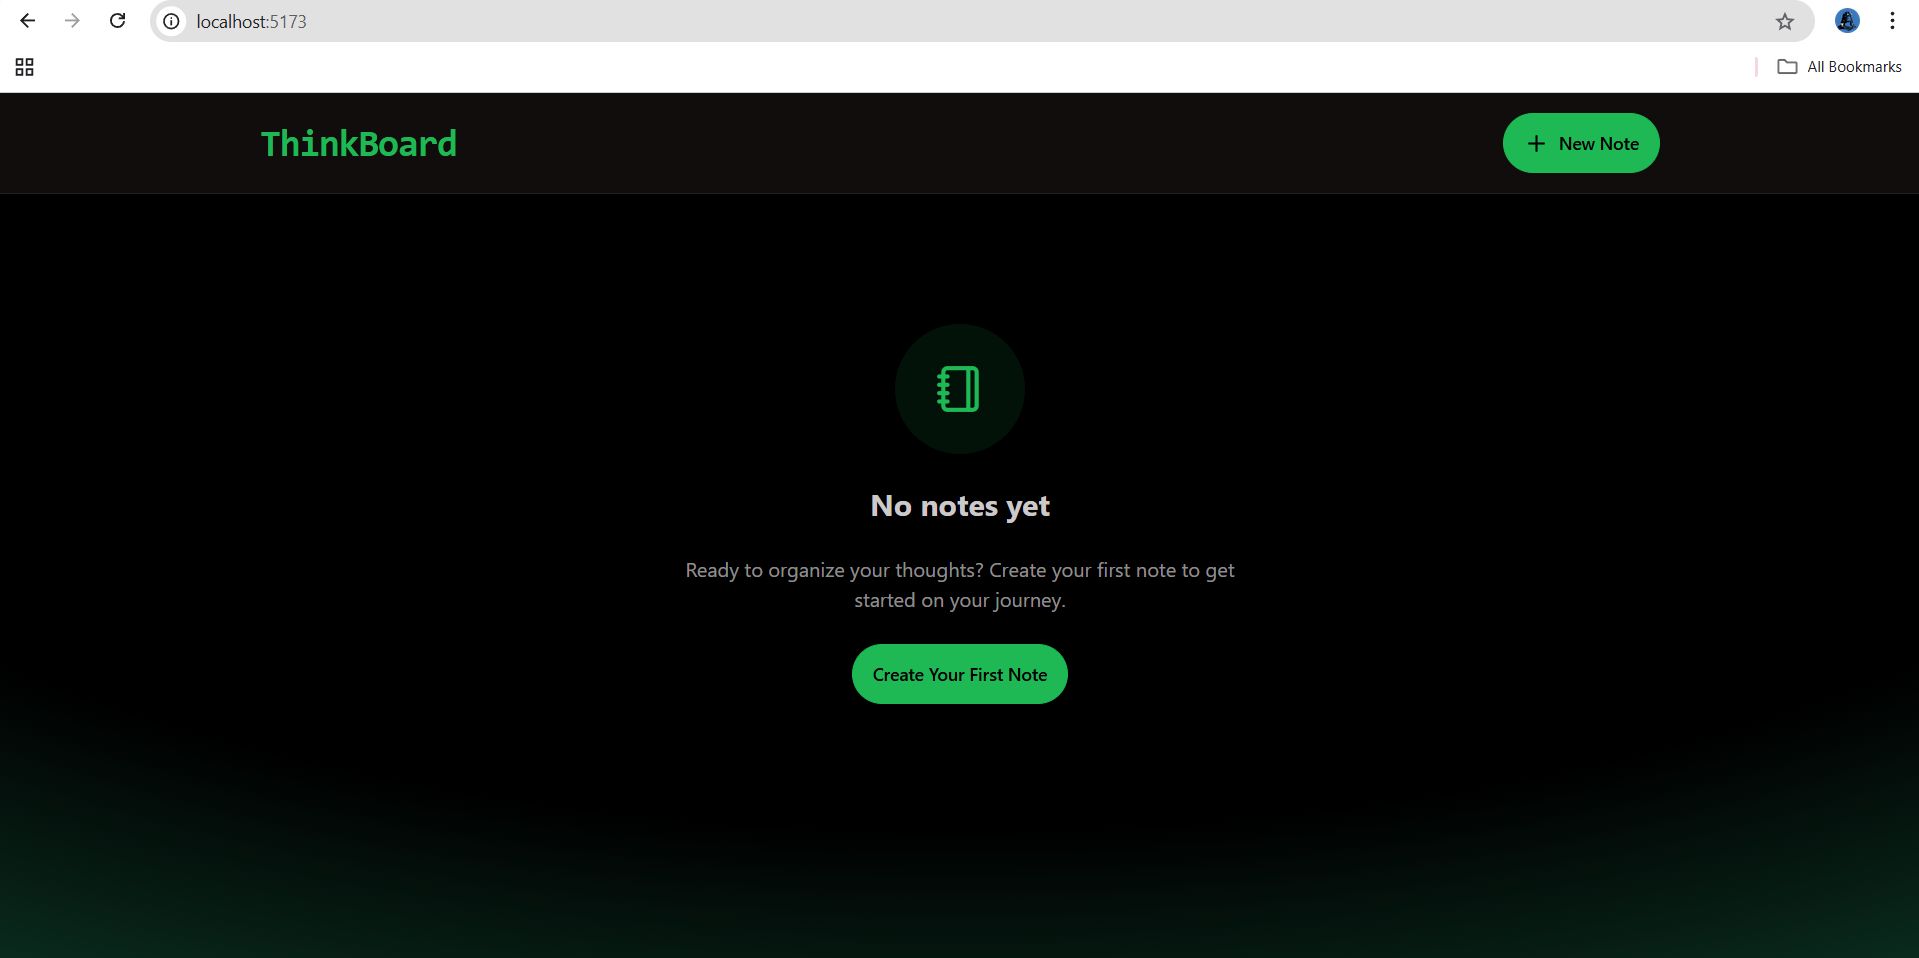 localhost:5173
All Bookmarks
ThinkBoard
New Note
No notes yet
Ready to organize your thoughts? Create your first note to get
started on your journey.
Create Your First Note